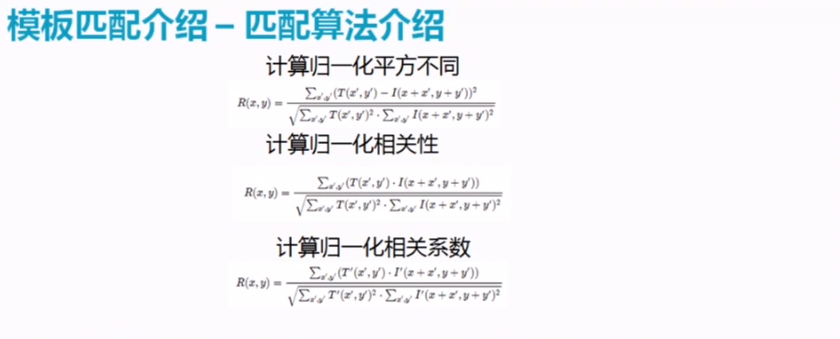 模板匹配介绍 – 匹配算法介绍
计算归一化平方不同
R(x,y) = \frac{\sum_{x',y'}(T(x',y') - I(x+x',y+y'))^2}{\sqrt{\sum_{x',y'}T(x',y')^2 \cdot \sum_{x',y'}I(x+x',y+y')^2}}
计算归一化相关性
R(x,y) = \frac{\sum_{x',y'}(T(x',y') \cdot I(x+x',y+y'))}{\sqrt{\sum_{x',y'}T(x',y')^2 \cdot \sum_{x',y'}I(x+x',y+y')^2}}
计算归一化相关系数
R(x,y) = \frac{\sum_{x',y'}(T'(x',y') \cdot I'(x+x',y+y'))}{\sqrt{\sum_{x',y'}T'(x',y')^2 \cdot \sum_{x',y'}I'(x+x',y+y')^2}}